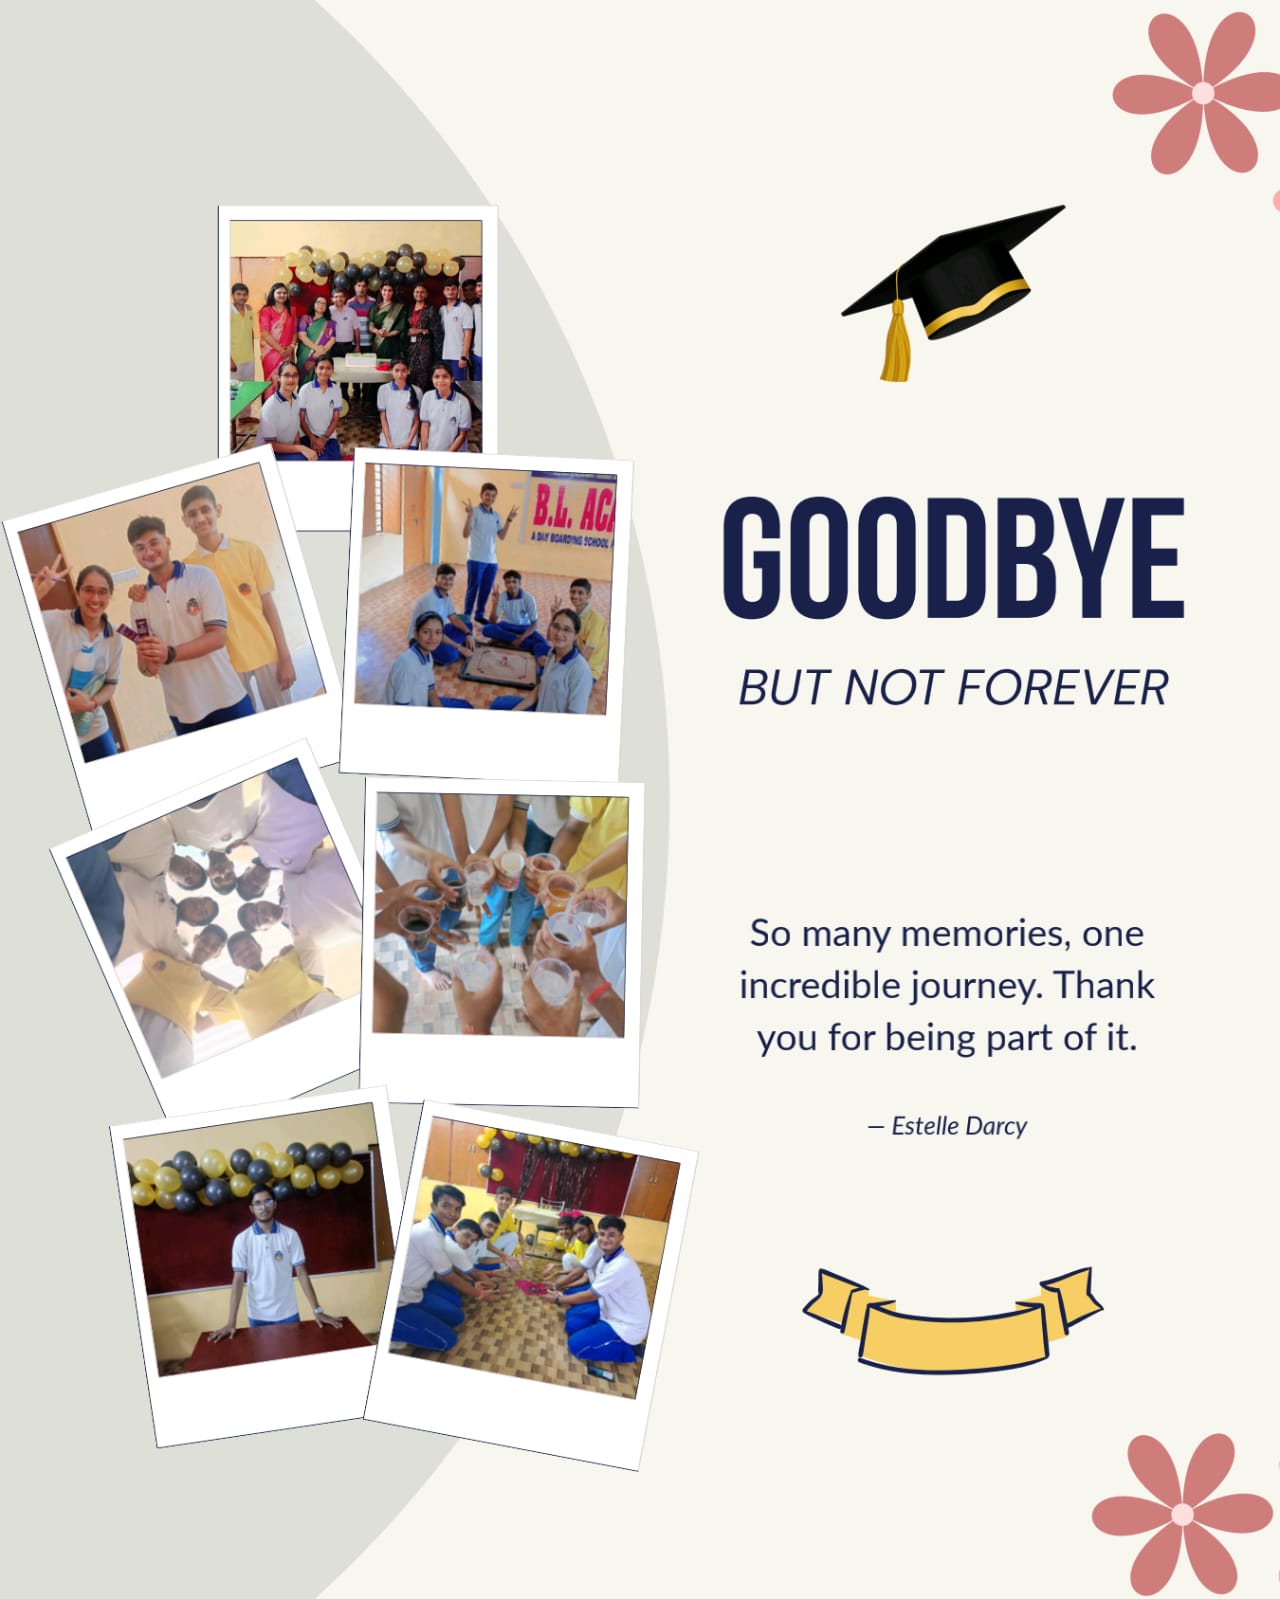 B.L. ACA
A DAY BOARDING SCHOOL
GOODBYE
BUT NOT FOREVER
So many memories, one
incredible journey. Thank
you for being part of it.
— Estelle Darcy